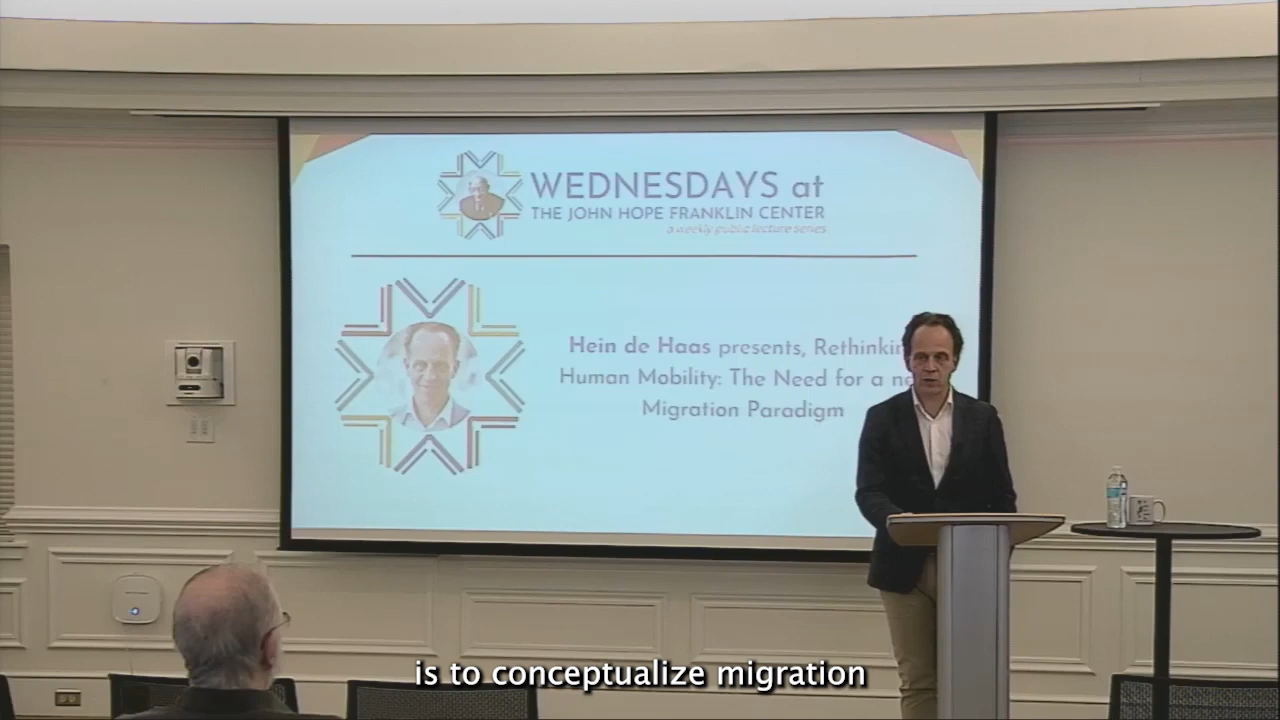 WEDNESDAYS at
THE JOHN HOPE FRANKLIN CENTER
a weekly public lecture series
Hein de Haas presents, Rethinkin
Human Mobility: The Need for a ne
Migration Paradigm
is to conceptualize migration